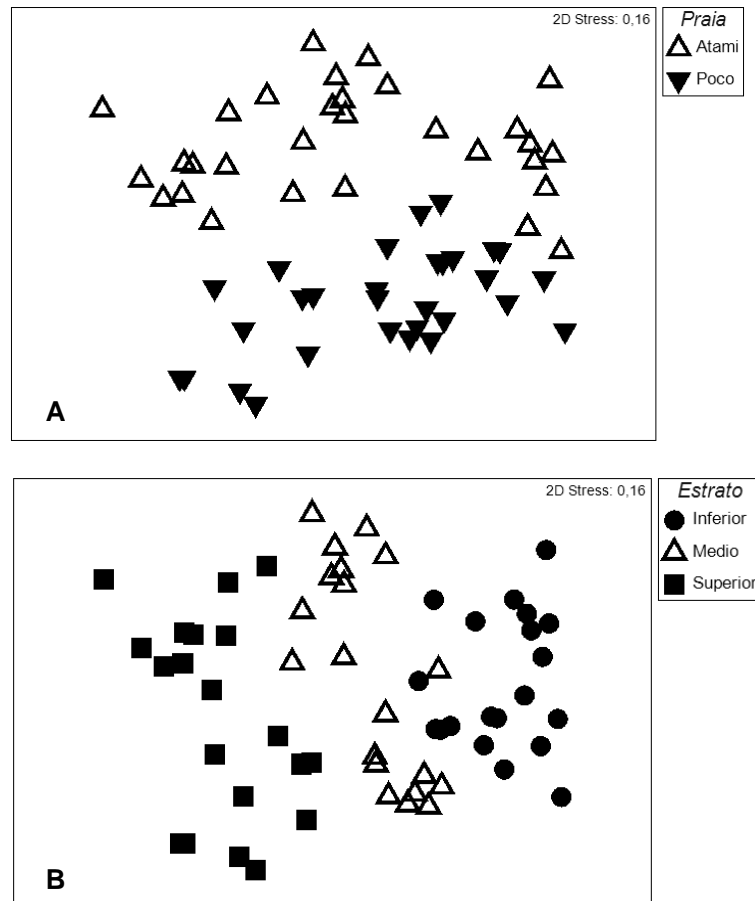 2D Stress: 0,16
Praia
Atami
Poco
A
2D Stress: 0,16
Estrato
Inferior
Medio
Superior
B